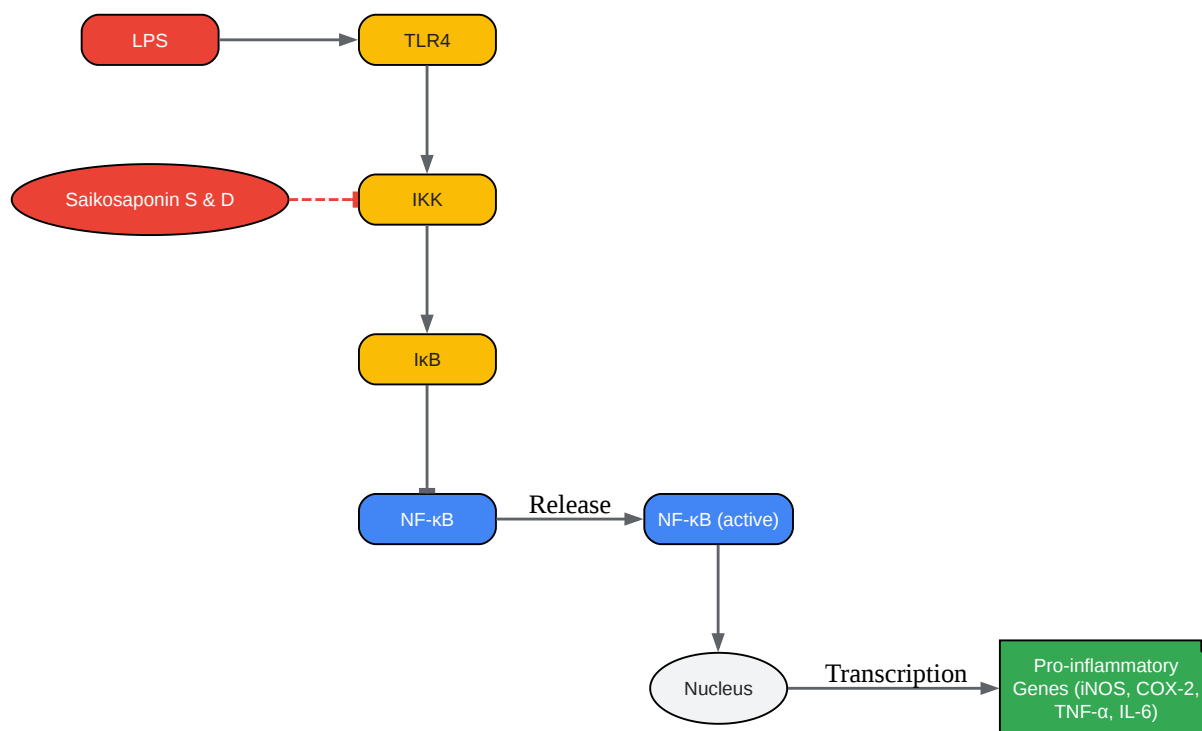 LPS
TLR4
Saikosaponin S & D
IKK
IκB
NF-κB
Release
NF-κB (active)
Nucleus
Transcription
Pro-inflammatory
Genes (iNOS, COX-2,
TNF-α, IL-6)